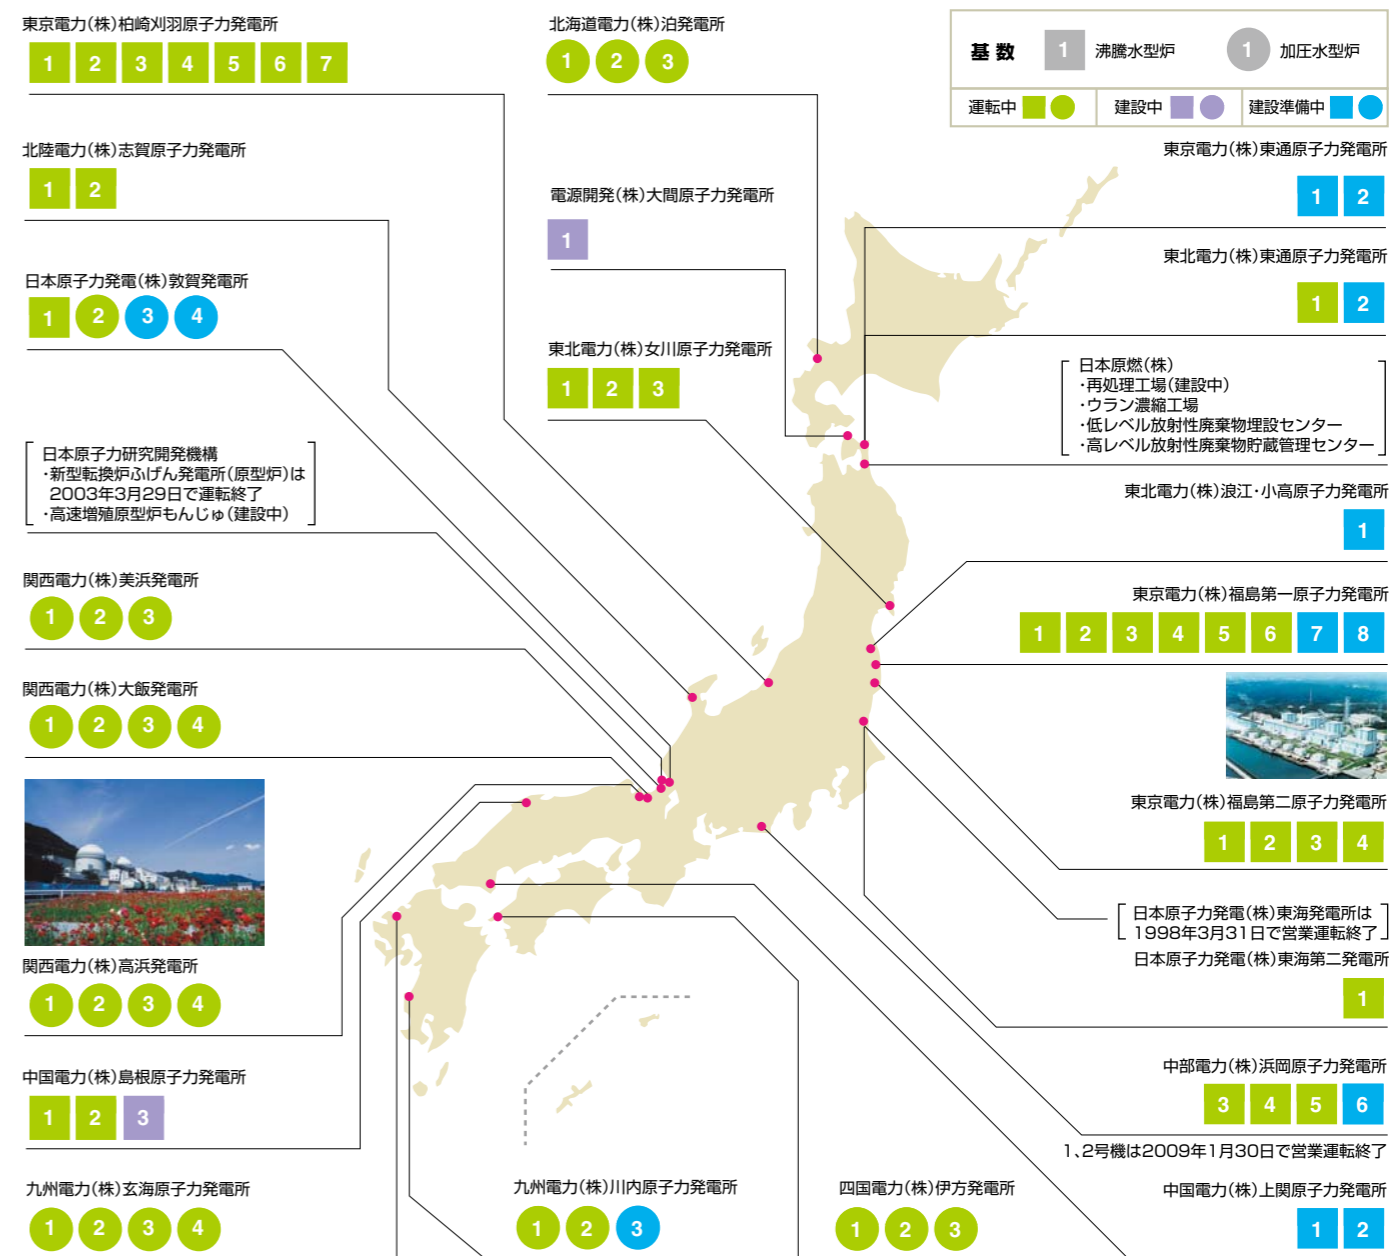 東京電力(株)柏崎刈羽原子力発電所
1 2 3 4 5 6 7
北海道電力(株)泊発電所
1 2 3
基数 1 沸騰水型炉 1 加圧水型炉
運転中 建設中 建設準備中
北陸電力(株)志賀原子力発電所
1 2
電源開発(株)大間原子力発電所
1
東京電力(株)東通原子力発電所
1 2
東北電力(株)東通原子力発電所
1 2
日本原子力発電(株)敦賀発電所
1 2 3 4
東北電力(株)女川原子力発電所
1 2 3
日本原燃(株)
・再処理工場(建設中)
・ウラン濃縮工場
・低レベル放射性廃棄物埋設センター
・高レベル放射性廃棄物貯蔵管理センター
日本原子力研究開発機構
・新型転換炉ふげん発電所(原型炉)は
2003年3月29日で運転終了
・高速増殖原型炉もんじゅ(建設中)
東北電力(株)浪江・小高原子力発電所
1
関西電力(株)美浜発電所
1 2 3
東京電力(株)福島第一原子力発電所
1 2 3 4 5 6 7 8
関西電力(株)大飯発電所
1 2 3 4
東京電力(株)福島第二原子力発電所
1 2 3 4
日本原子力発電(株)東海発電所は
1998年3月31日で営業運転終了
日本原子力発電(株)東海第二発電所
1
関西電力(株)高浜発電所
1 2 3 4
中部電力(株)浜岡原子力発電所
3 4 5 6
1、2号機は2009年1月30日で営業運転終了
中国電力(株)島根原子力発電所
1 2 3
九州電力(株)玄海原子力発電所
1 2 3 4
九州電力(株)川内原子力発電所
1 2 3
四国電力(株)伊方発電所
1 2 3
中国電力(株)上関原子力発電所
1 2